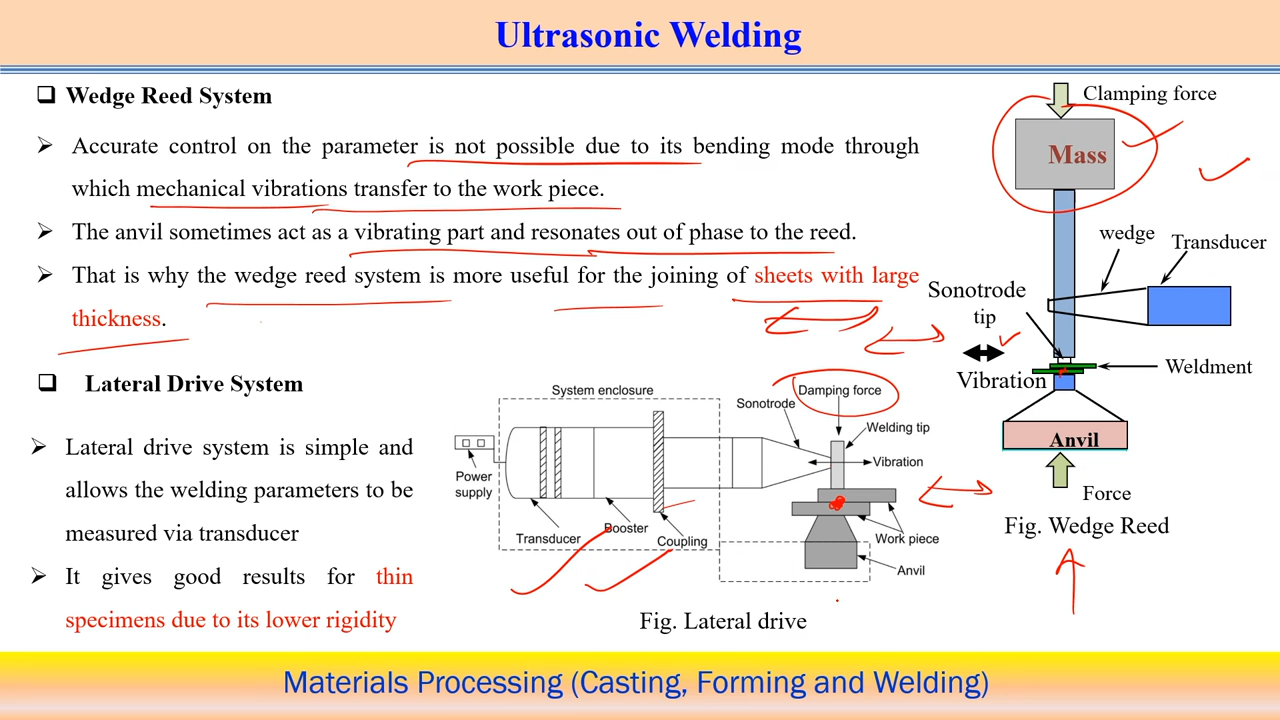 Ultrasonic Welding
❑ Wedge Reed System
➢ Accurate control on the parameter is not possible due to its bending mode through
which mechanical vibrations transfer to the work piece.
➢ The anvil sometimes act as a vibrating part and resonates out of phase to the reed.
➢ That is why the wedge reed system is more useful for the joining of sheets with large
thickness.
Clamping force
Mass
wedge
Transducer
Sonotrode
tip
Vibration
Weldment
Anvil
Force
Fig. Wedge Reed
❑ Lateral Drive System
➢ Lateral drive system is simple and
allows the welding parameters to be
measured via transducer
➢ It gives good results for thin
specimens due to its lower rigidity
System enclosure
Damping force
Sonotrode
Welding tip
Vibration
Power
supply
Transducer
Booster
Coupling
Work piece
Anvil
Fig. Lateral drive
Materials Processing (Casting, Forming and Welding)